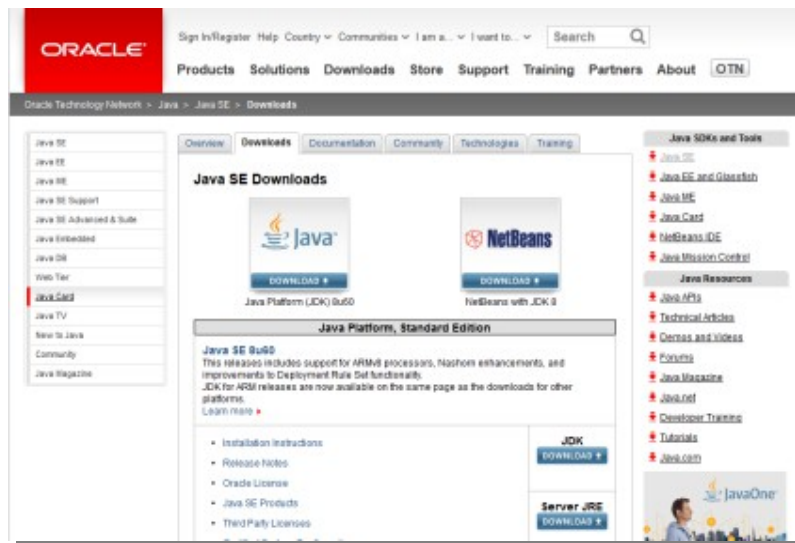 ORACLE
Sign In/Register Help Country Communities I am a... I want to... Search
Products Solutions Downloads Store Support Training Partners About OTN
Oracle Technology Network > Java > Java SE > Downloads
Java SE
Java EE
Java ME
Java SE Support
Java SE Advanced & Suite
Java Embedded
Java DB
Web Tier
Java Card
Java TV
New to Java
Community
Java Magazine
Overview Downloads Documentation Community Technologies Training
Java SE Downloads
Java
DOWNLOAD
Java Platform (JDK) 8u60
NetBeans
DOWNLOAD
NetBeans with JDK 8
Java Platform, Standard Edition
Java SE 8u60
This releases includes support for ARMv8 processors, Nashorn enhancements, and
improvements to Deployment Rule Set functionality.
JDK for ARM releases are now available on the same page as the downloads for other
platforms.
Learn more
Installation Instructions
Release Notes
Oracle License
Java SE Products
Third Party Licenses
JDK
DOWNLOAD
Server JRE
DOWNLOAD
Java SDKs and Tools
Java SE
Java EE and Glassfish
Java ME
Java Card
NetBeans IDE
Java Mission Control
Java Resources
Java APIs
Technical Articles
Demos and Videos
Forums
Java Magazine
Java.net
Developer Training
Tutorials
Java.com
JavaOne